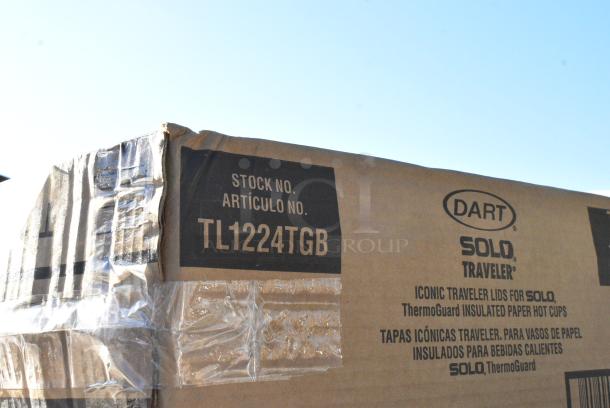 STOCK NO.
ARTÍCULO NO.
TL1224TGB
DART
SOLO
TRAVELER®
ICONIC TRAVELER LIDS FOR SOLO®
ThermoGuard INSULATED PAPER HOT CUPS
TAPAS ICÓNICAS TRAVELER® PARA VASOS DE PAPEL
INSULADOS PARA BEBIDAS CALIENTES
SOLO® ThermoGuard
GROUP